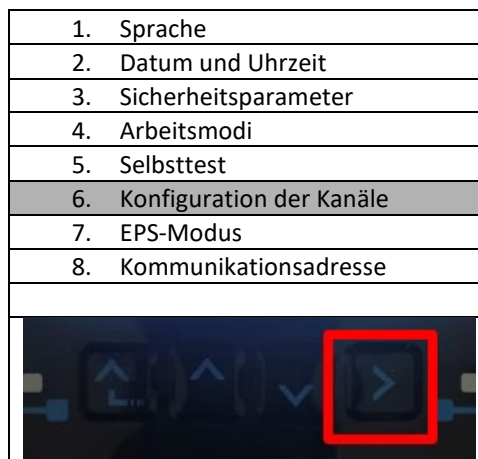 1. Sprache
2. Datum und Uhrzeit
3. Sicherheitsparameter
4. Arbeitsmodi
5. Selbsttest
6. Konfiguration der Kanäle
7. EPS-Modus
8. Kommunikationsadresse